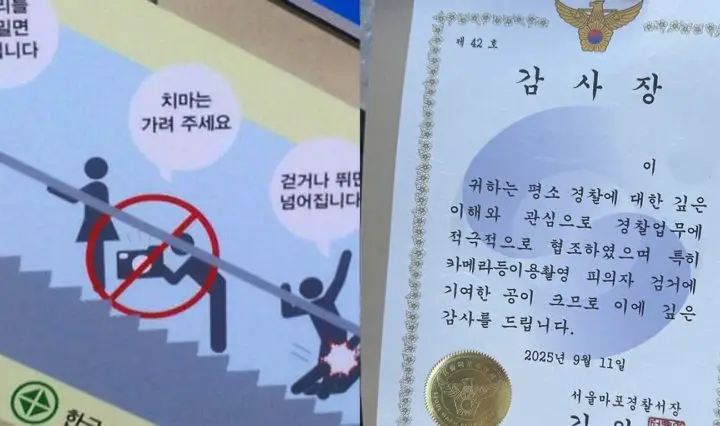 리를
밀면
니다
치마는
가려 주세요
걷거나 뛰면
넘어집니다
한국
제 42 호
감 사 장
이
귀하는 평소 경찰에 대한 깊은
이해와 관심으로 경찰업무에
적극적으로 협조하였으며 특히
카메라등이용촬영 피의자 검거에
기여한 공이 크므로 이에 깊은
감사를 드립니다.
2025년 9월 11일
서울마포경찰서장